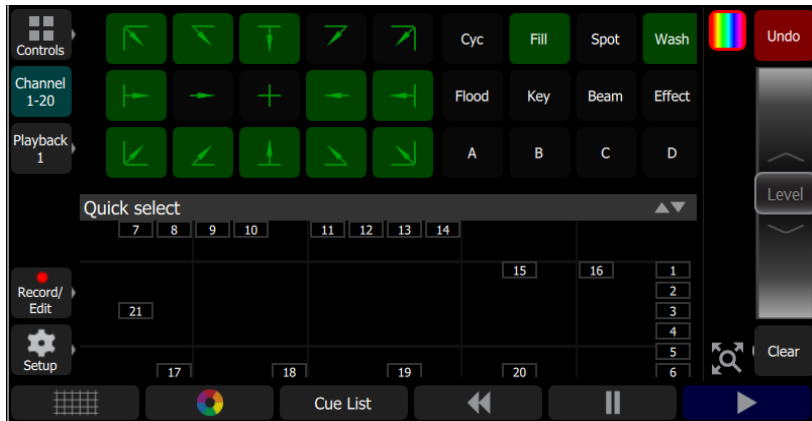 Controls
Cyc Fill Spot Wash
Undo
Channel
1-20
Flood Key Beam Effect
Playback
1
A B C D
Level
Quick select
7 8 9 10 11 12 13 14
15 16 1
2
Record/
Edit
21 3
4
Setup
5
Clear
17 18 19 20 6
Cue List